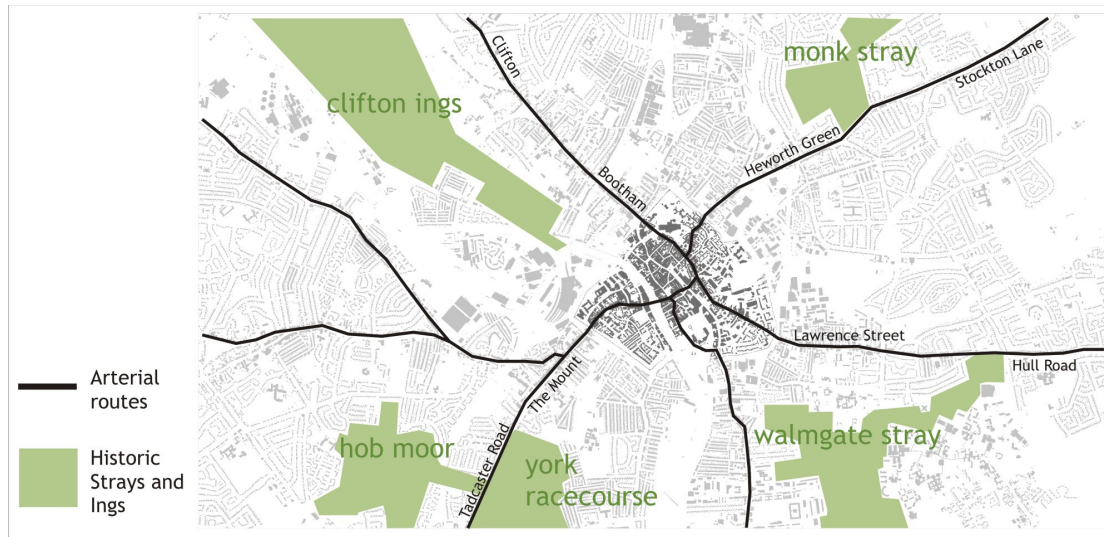 Clifton
monk stray
Stockton Lane
clifton ings
Heworth Green
Bootham
Lawrence Street
Hull Road
The Mount
Tadcaster Road
hob moor
york
racecourse
walmgate stray
Arterial
routes
Historic
Strays and
Ings